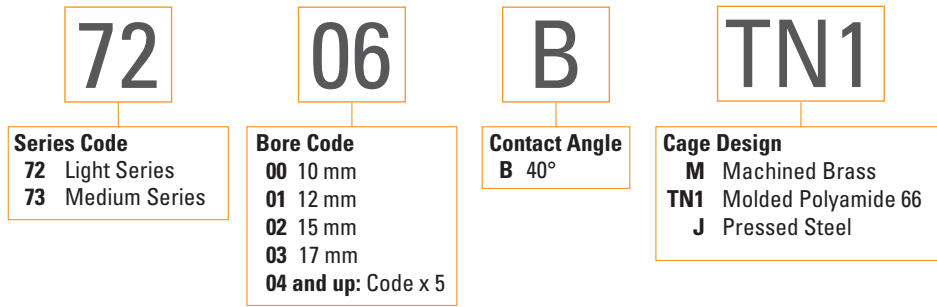 72 06 B TN1
Series Code
72 Light Series
73 Medium Series
Bore Code
00 10 mm
01 12 mm
02 15 mm
03 17 mm
04 and up: Code x 5
Contact Angle
B 40°
Cage Design
M Machined Brass
TN1 Molded Polyamide 66
J Pressed Steel